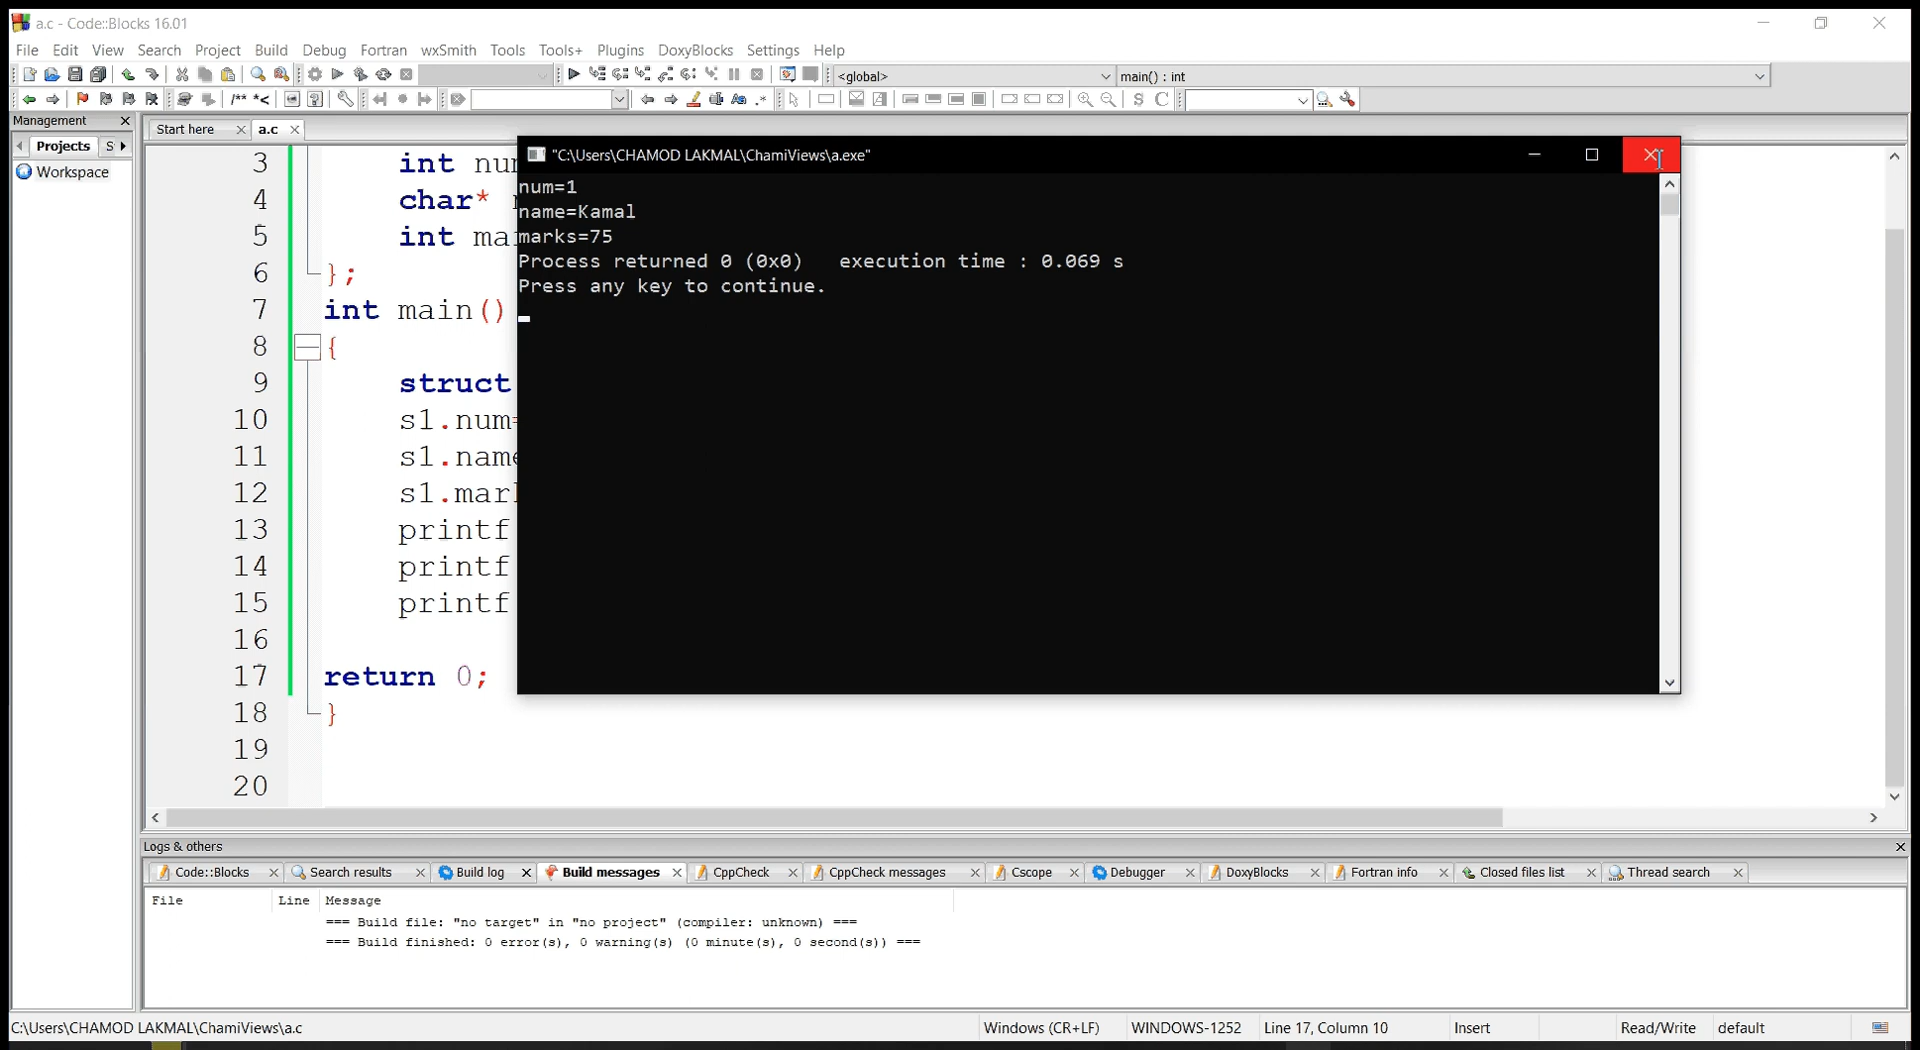 a.c - Code::Blocks 16.01
File Edit View Search Project Build Debug Fortran wxSmith Tools Tools+ Plugins DoxyBlocks Settings Help
<global> main() : int
/** *<
S C
Management
Start here a.c
Projects
Workspace
"C:\Users\CHAMOD LAKMAL\ChamiViews\a.exe"
num=1
name=Kamal
marks=75
Process returned 0 (0x0) execution time : 0.069 s
Press any key to continue.
3 int num
4 char*
5 int mar
6 };
7 int main()
8 {
9 struct
10 s1.num=
11 s1.name
12 s1.mark
13 printf
14 printf
15 printf
16
17 return 0;
18 }
19
20
Logs & others
Code::Blocks Search results Build log Build messages CppCheck CppCheck messages Cscope Debugger DoxyBlocks Fortran info Closed files list Thread search
File Line Message
=== Build file: "no target" in "no project" (compiler: unknown) ===
=== Build finished: 0 error(s), 0 warning(s) (0 minute(s), 0 second(s)) ===
C:\Users\CHAMOD LAKMAL\ChamiViews\a.c Windows (CR+LF) WINDOWS-1252 Line 17, Column 10 Insert Read/Write default